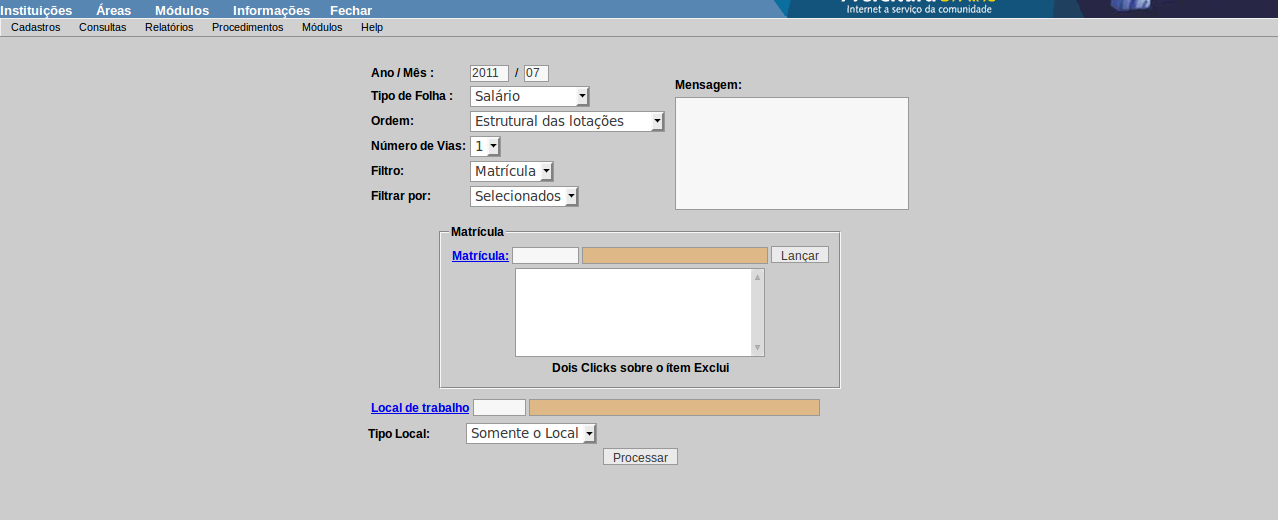 Instituições Áreas Módulos Informações Fechar
Internet a serviço da comunidade
Cadastros Consultas Relatórios Procedimentos Módulos Help
Ano / Mês : 2011 / 07
Mensagem:
Tipo de Folha : Salário
Ordem: Estrutural das lotações
Número de Vias: 1
Filtro: Matrícula
Filtrar por: Selecionados
Matrícula
Matrícula: Lançar
Dois Clicks sobre o ítem Exclui
Local de trabalho
Tipo Local: Somente o Local
Processar